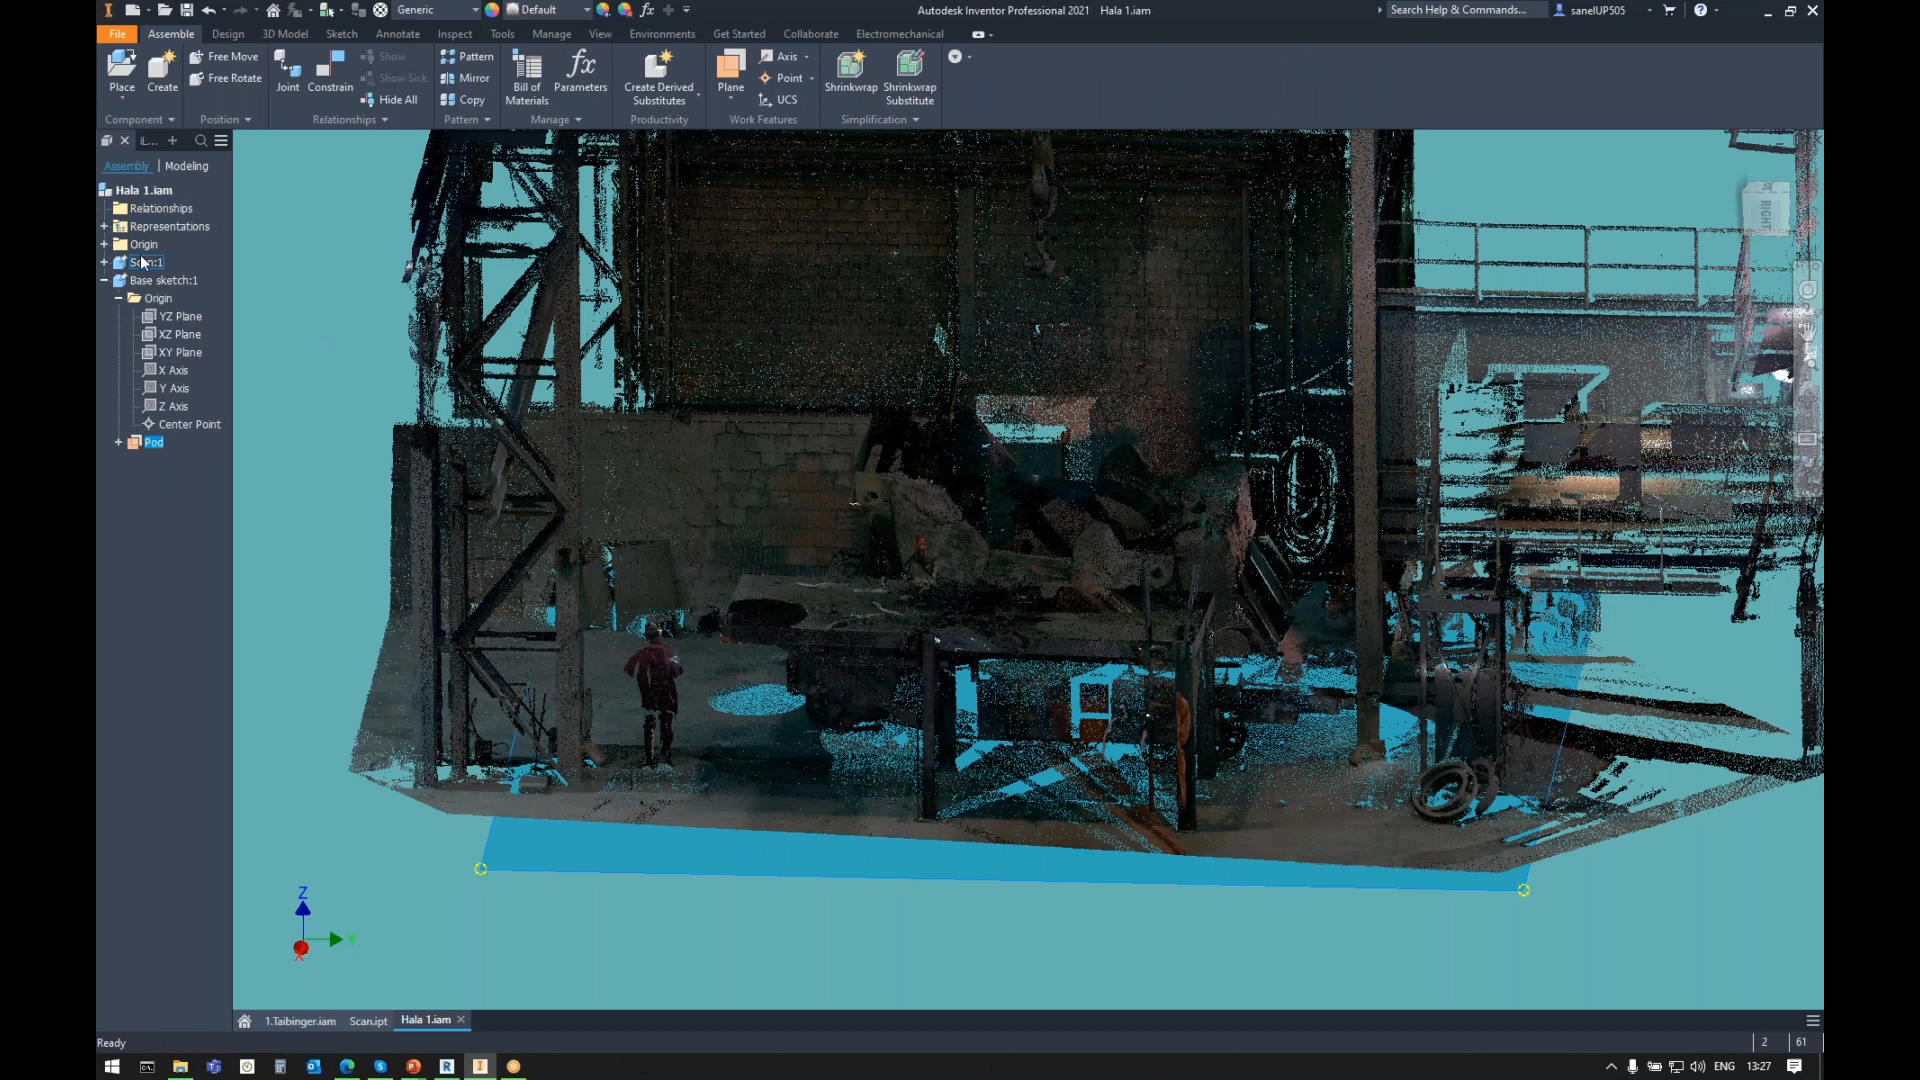 Generic
Default
Autodesk Inventor Professional 2021 Hala 1.iam
Search Help & Commands...
sanelUP505
File Assemble Design 3D Model Sketch Annotate Inspect Tools Manage View Environments Get Started Collaborate Electromechanical
Place
Create
Free Move
Free Rotate
Joint
Constrain
Show
Show Sick
Hide All
Pattern
Mirror
Copy
Bill of
Materials
Parameters
Create Derived
Substitutes
Plane
Axis
Point
UCS
Shrinkwrap
Shrinkwrap
Substitute
Component Position Relationships Pattern Manage Productivity Work Features Simplification
Assembly | Modeling
Hala 1.iam
Relationships
Representations
Origin
Base sketch:1
Origin
YZ Plane
XZ Plane
XY Plane
X Axis
Y Axis
Z Axis
Center Point
Pod
RIGHT
Z
Y
X
1.Taibinger.iam Scan.ipt Hala 1.iam
Ready
2 61
ENG 13:27